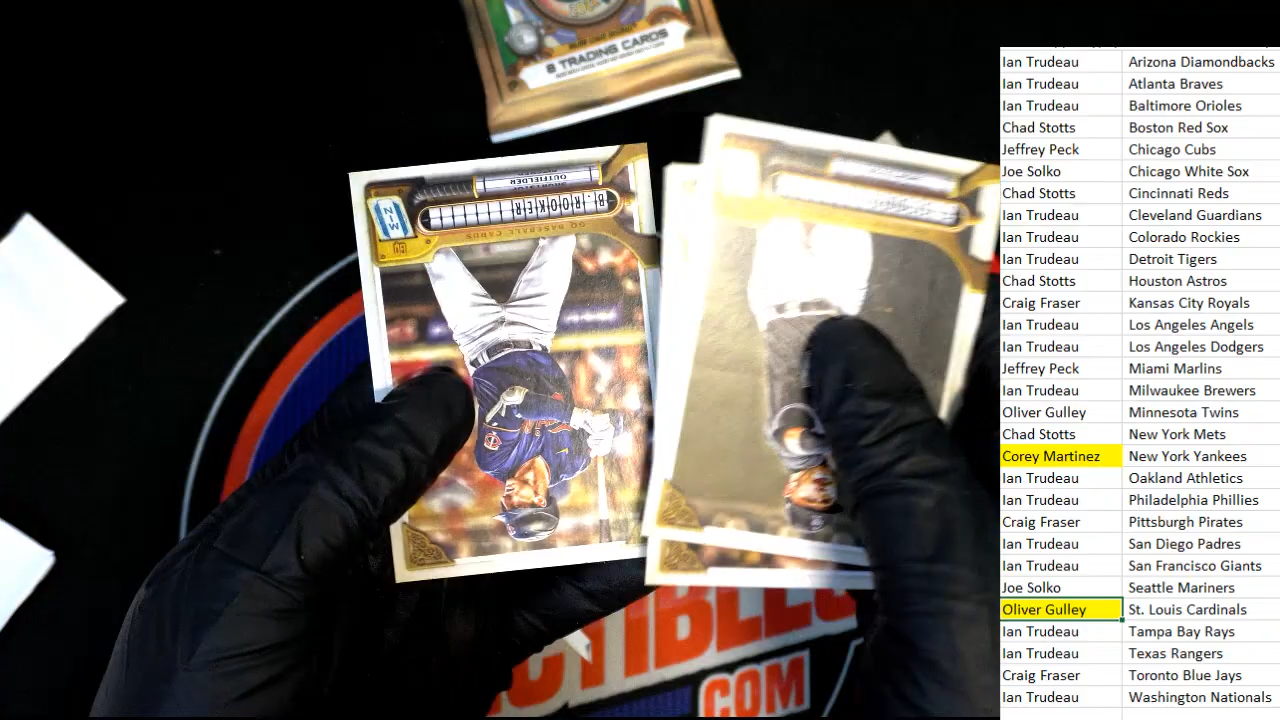 8 TRADING CARDS
OUTFIELDER
B. ROOKER
GQ BASEBALL CARDS
MIN
CTIBLES
.COM
Ian Trudeau Arizona Diamondbacks
Ian Trudeau Atlanta Braves
Ian Trudeau Baltimore Orioles
Chad Stotts Boston Red Sox
Jeffrey Peck Chicago Cubs
Joe Solko Chicago White Sox
Chad Stotts Cincinnati Reds
Ian Trudeau Cleveland Guardians
Ian Trudeau Colorado Rockies
Ian Trudeau Detroit Tigers
Chad Stotts Houston Astros
Craig Fraser Kansas City Royals
Ian Trudeau Los Angeles Angels
Ian Trudeau Los Angeles Dodgers
Jeffrey Peck Miami Marlins
Ian Trudeau Milwaukee Brewers
Oliver Gulley Minnesota Twins
Chad Stotts New York Mets
Corey Martinez New York Yankees
Ian Trudeau Oakland Athletics
Ian Trudeau Philadelphia Phillies
Craig Fraser Pittsburgh Pirates
Ian Trudeau San Diego Padres
Ian Trudeau San Francisco Giants
Joe Solko Seattle Mariners
Oliver Gulley St. Louis Cardinals
Ian Trudeau Tampa Bay Rays
Ian Trudeau Texas Rangers
Craig Fraser Toronto Blue Jays
Ian Trudeau Washington Nationals